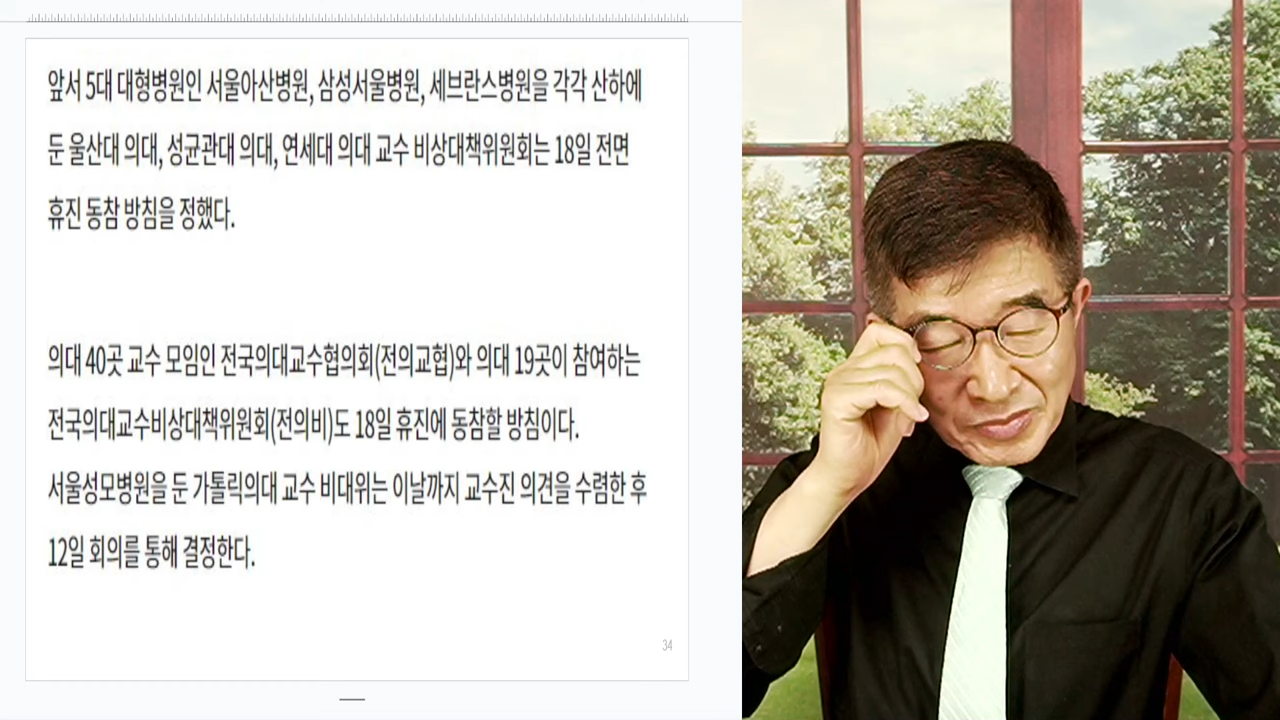 앞서 5대 대형병원인 서울아산병원, 삼성서울병원, 세브란스병원을 각각 산하에
둔 울산대 의대, 성균관대 의대, 연세대 의대 교수 비상대책위원회는 18일 전면
휴진 동참 방침을 정했다.
의대 40곳 교수 모임인 전국의대교수협의회(전의교협)와 의대 19곳이 참여하는
전국의대교수비상대책위원회(전의비)도 18일 휴진에 동참할 방침이다.
서울성모병원을 둔 가톨릭의대 교수 비대위는 이날까지 교수진 의견을 수렴한 후
12일 회의를 통해 결정한다.
34